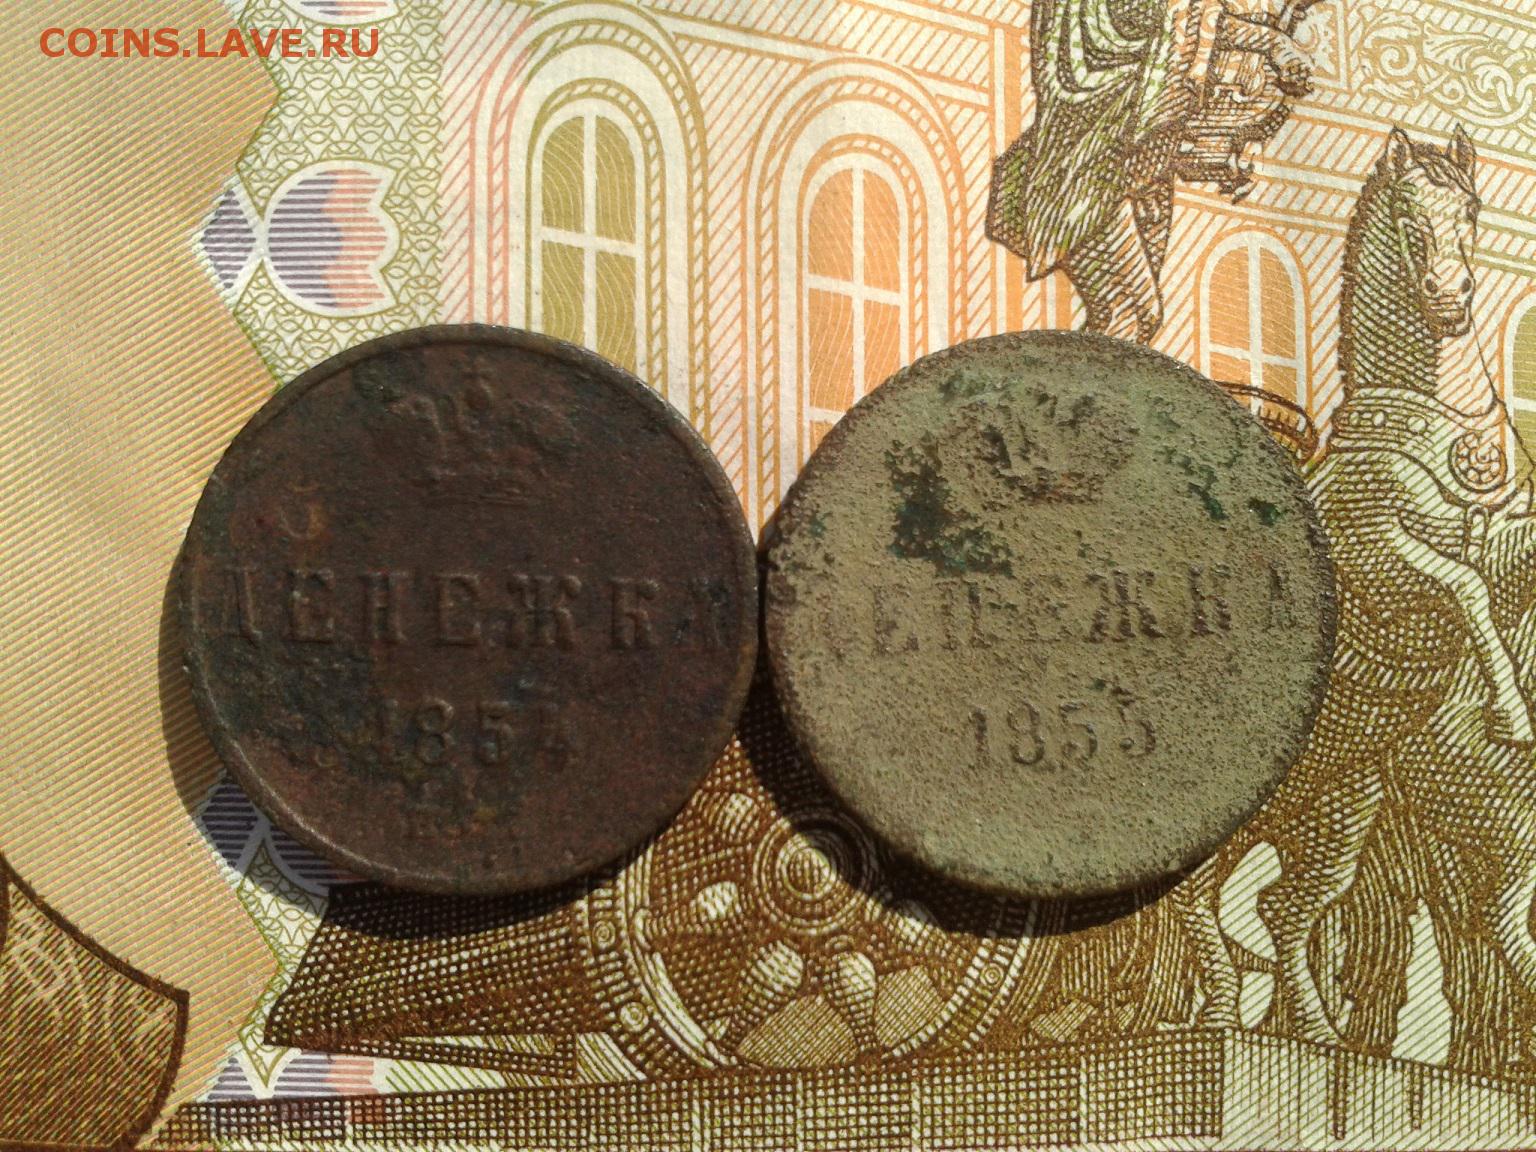 COINS.LAVE.RU
ДЕНЕЖКА
1854
Е.М.
ДЕНЕЖКА
1855